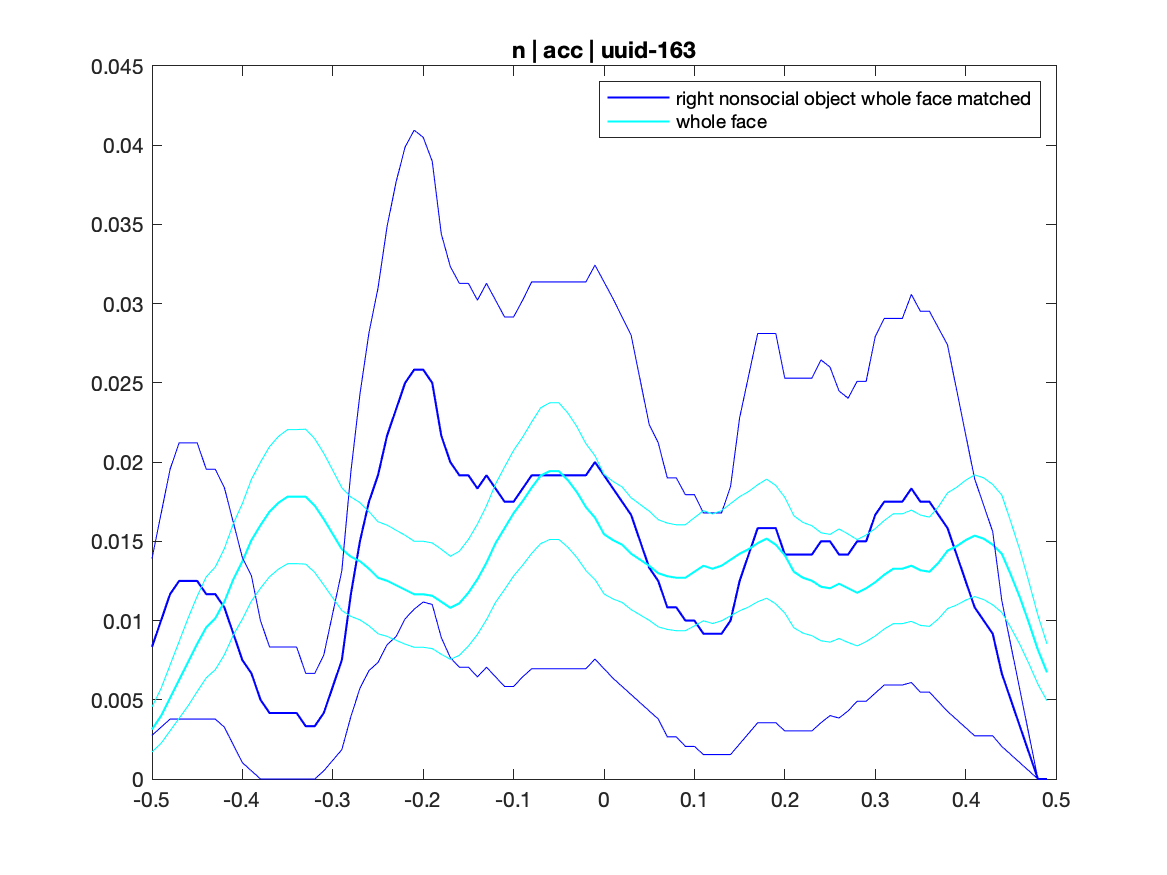 n | acc | uuid-163
0.045
0.04
0.035
0.03
0.025
0.02
0.015
0.01
0.005
0
right nonsocial object whole face matched
whole face
-0.5 -0.4 -0.3 -0.2 -0.1 0 0.1 0.2 0.3 0.4 0.5